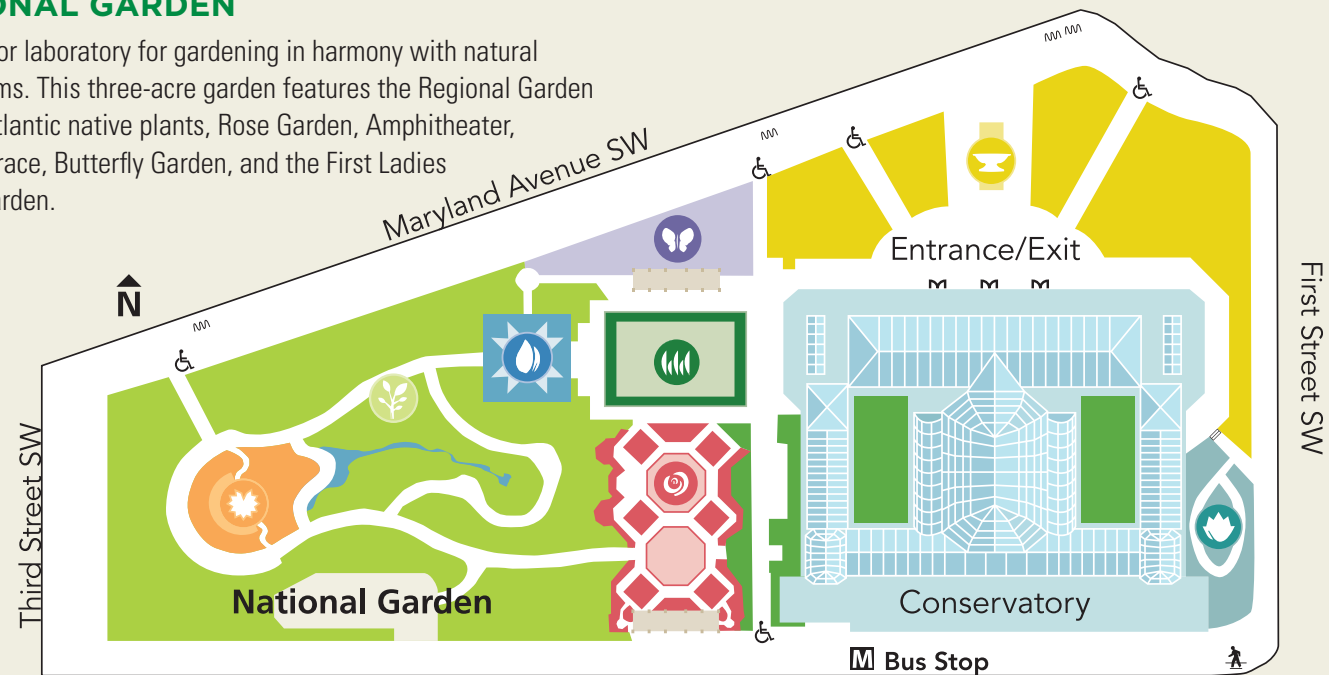 ONAL GARDEN
or laboratory for gardening in harmony with natural
ms. This three-acre garden features the Regional Garden
tlantic native plants, Rose Garden, Amphitheater,
race, Butterfly Garden, and the First Ladies
arden.
Maryland Avenue SW
N
Entrance/Exit
First Street SW
Third Street SW
National Garden
Conservatory
M Bus Stop